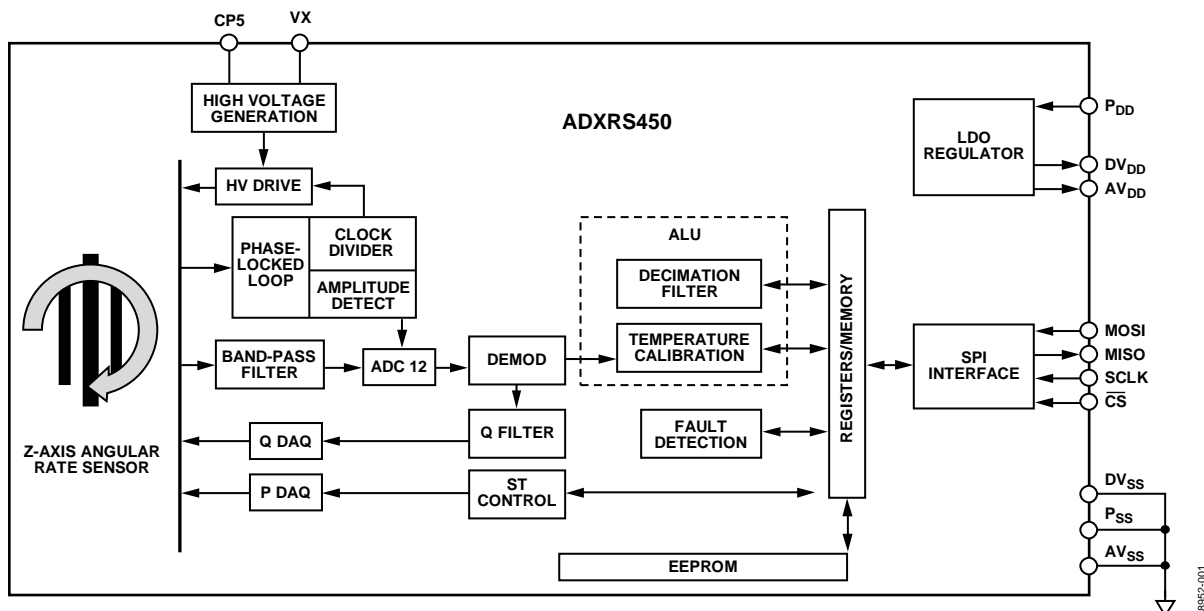 CP5
VX
HIGH VOLTAGE
GENERATION
ADXRS450
LDO
REGULATOR
PDD
DVDD
AVDD
HV DRIVE
PHASE-
LOCKED
LOOP
CLOCK
DIVIDER
AMPLITUDE
DETECT
ALU
DECIMATION
FILTER
TEMPERATURE
CALIBRATION
REGISTERS/MEMORY
SPI
INTERFACE
MOSI
MISO
SCLK
CS
BAND-PASS
FILTER
ADC 12
DEMOD
Q DAQ
Q FILTER
FAULT
DETECTION
Z-AXIS ANGULAR
RATE SENSOR
P DAQ
ST
CONTROL
EEPROM
DVSS
PSS
AVSS